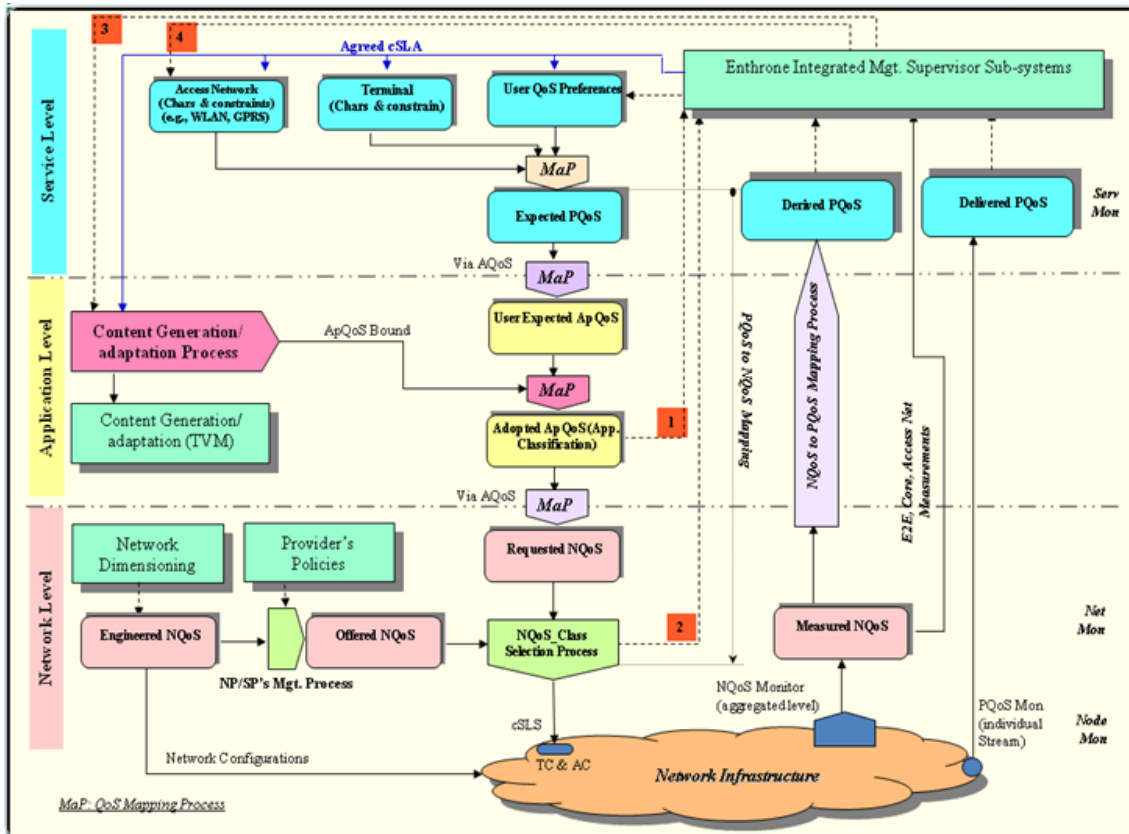 3
4
Agreed cSLA
Enthrone Integrated Mgt. Supervisor Sub-systems
Service Level
Access Network
(Chars & constraints)
(e.g., WLAN, GPRS)
Terminal
(Chars & constrain)
User QoS Preferences
MaP
Expected PQoS
Derived PQoS
Delivered PQoS
Serv
Mon
Via AQoS
MaP
Application Level
Content Generation/
adaptation Process
ApQoS Bound
User Expected ApQoS
MaP
Content Generation/
adaptation (TVM)
Adopted ApQoS(App.
Classification)
1
PQoS to NQoS Mapping
NQoS to PQoS Mapping Process
E2E, Core, Access Net
Measurements
Via AQoS
MaP
Network Level
Network
Dimensioning
Provider's
Policies
Requested NQoS
Engineered NQoS
Offered NQoS
NQoS_Class
Selection Process
2
Measured NQoS
Net
Mon
NP/SP's Mgt. Process
NQoS Monitor
(aggregated level)
PQoS Mon
(individual
Stream)
Node
Mon
cSLS
Network Configurations
TC & AC
Network Infrastructure
MaP: QoS Mapping Process